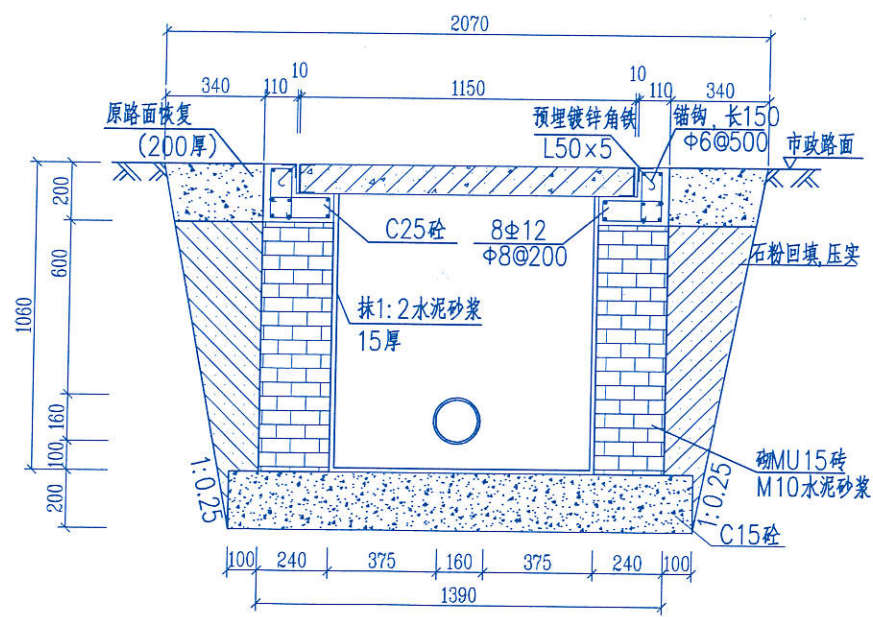 2070
340
110
10
1150
10
110
340
原路面恢复
(200厚)
预埋镀锌角铁
L50×5
锚钩,长150
Φ6@500
市政路面
200
600
1060
160
100
200
C25砼
8Φ12
Φ8@200
石粉回填,压实
抹1:2水泥砂浆
15厚
砌MU15砖
M10水泥砂浆
1:0.25
1:0.25
C15砼
100
240
375
160
375
240
100
1390